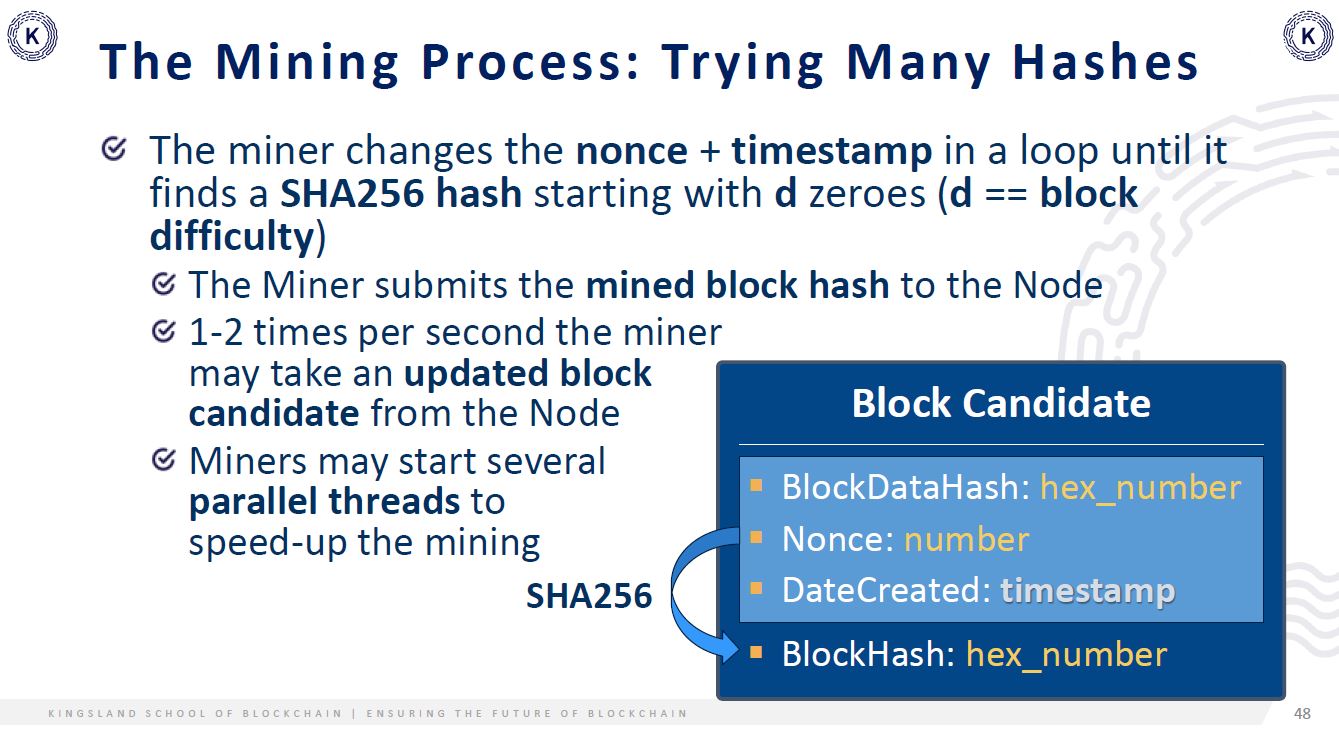 K
K
The Mining Process: Trying Many Hashes
The miner changes the nonce + timestamp in a loop until it
finds a SHA256 hash starting with d zeroes (d == block
difficulty)
The Miner submits the mined block hash to the Node
1-2 times per second the miner
may take an updated block
candidate from the Node
Miners may start several
parallel threads to
speed-up the mining
SHA256
Block Candidate
BlockDataHash: hex_number
Nonce: number
DateCreated: timestamp
BlockHash: hex_number
KINGSLAND SCHOOL OF BLOCKCHAIN | ENSURING THE FUTURE OF BLOCKCHAIN
48